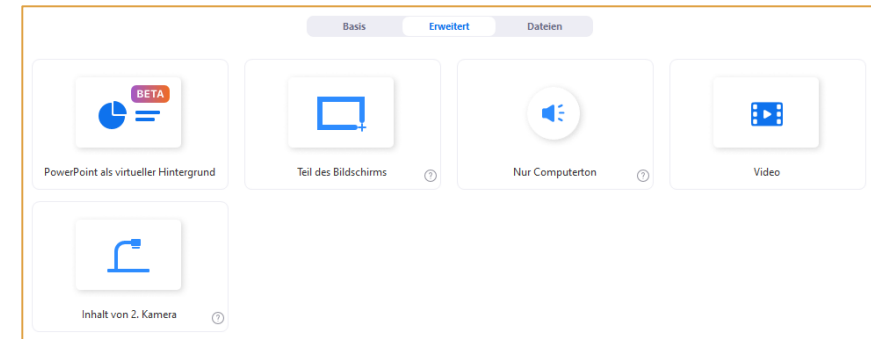 Basis
Erweitert
Dateien
BETA
PowerPoint als virtueller Hintergrund
Teil des Bildschirms
?
Nur Computerton
?
Video
Inhalt von 2. Kamera
?